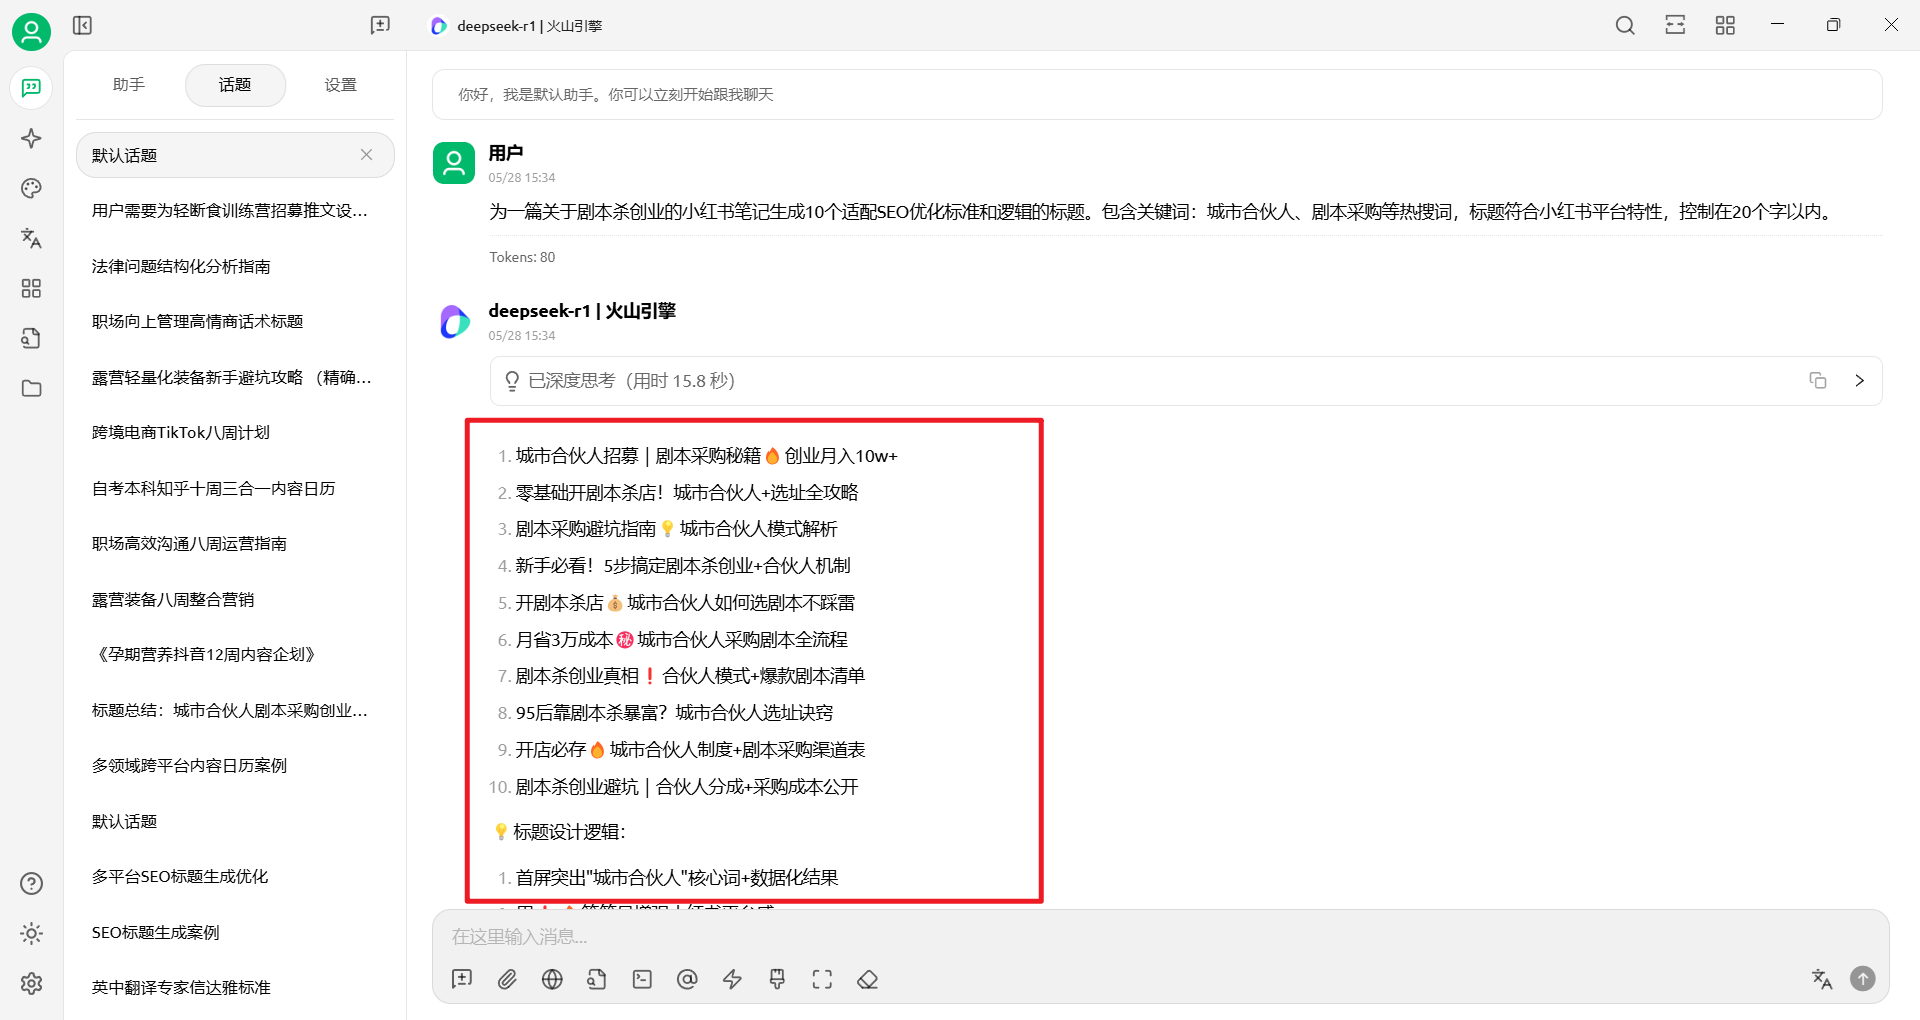 deepseek-r1 | 火山引擎
助手
话题
设置
默认话题
用户需要为轻断食训练营招募推文设...
法律问题结构化分析指南
职场向上管理高情商话术标题
露营轻量化装备新手避坑攻略 （精确...
跨境电商TikTok八周计划
自考本科知乎十周三合一内容日历
职场高效沟通八周运营指南
露营装备八周整合营销
《孕期营养抖音12周内容企划》
标题总结：城市合伙人剧本采购创业...
多领域跨平台内容日历案例
默认话题
多平台SEO标题生成优化
SEO标题生成案例
英中翻译专家信达雅标准
你好，我是默认助手。你可以立刻开始跟我聊天
用户
05/28 15:34
为一篇关于剧本杀创业的小红书笔记生成10个适配SEO优化标准和逻辑的标题。包含关键词：城市合伙人、剧本采购等热搜词，标题符合小红书平台特性，控制在20个字以内。
Tokens: 80
deepseek-r1 | 火山引擎
05/28 15:34
已深度思考（用时 15.8 秒）
1. 城市合伙人招募｜剧本采购秘籍🔥创业月入10w+
2. 零基础开剧本杀店！城市合伙人+选址全攻略
3. 剧本采购避坑指南💡城市合伙人模式解析
4. 新手必看！5步搞定剧本杀创业+合伙人机制
5. 开剧本杀店💰城市合伙人如何选剧本不踩雷
6. 月省3万成本㊙️城市合伙人采购剧本全流程
7. 剧本杀创业真相❗合伙人模式+爆款剧本清单
8. 95后靠剧本杀暴富？城市合伙人选址诀窍
9. 开店必存🔥城市合伙人制度+剧本采购渠道表
10. 剧本杀创业避坑｜合伙人分成+采购成本公开
💡标题设计逻辑：
1. 首屏突出"城市合伙人"核心词+数据化结果
在这里输入消息...